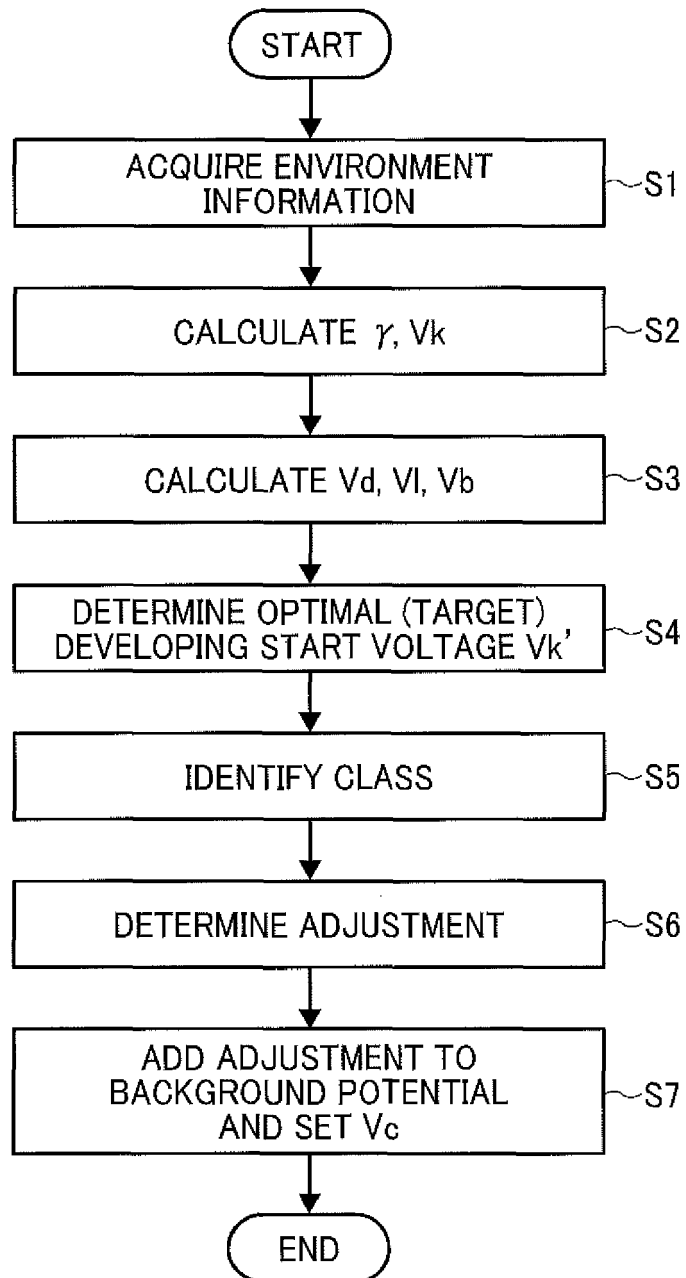 START
ACQUIRE ENVIRONMENT
INFORMATION
S1
CALCULATE γ, Vk
S2
CALCULATE Vd, Vl, Vb
S3
DETERMINE OPTIMAL (TARGET)
DEVELOPING START VOLTAGE Vk'
S4
IDENTIFY CLASS
S5
DETERMINE ADJUSTMENT
S6
ADD ADJUSTMENT TO
BACKGROUND POTENTIAL
AND SET Vc
S7
END